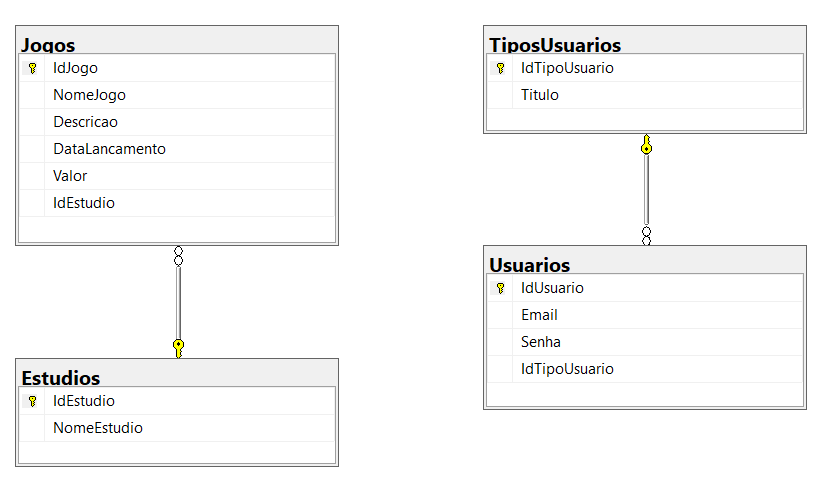 Jogos
IdJogo
NomeJogo
Descricao
DataLancamento
Valor
IdEstudio
Estudios
IdEstudio
NomeEstudio
TiposUsuarios
IdTipoUsuario
Titulo
Usuarios
IdUsuario
Email
Senha
IdTipoUsuario